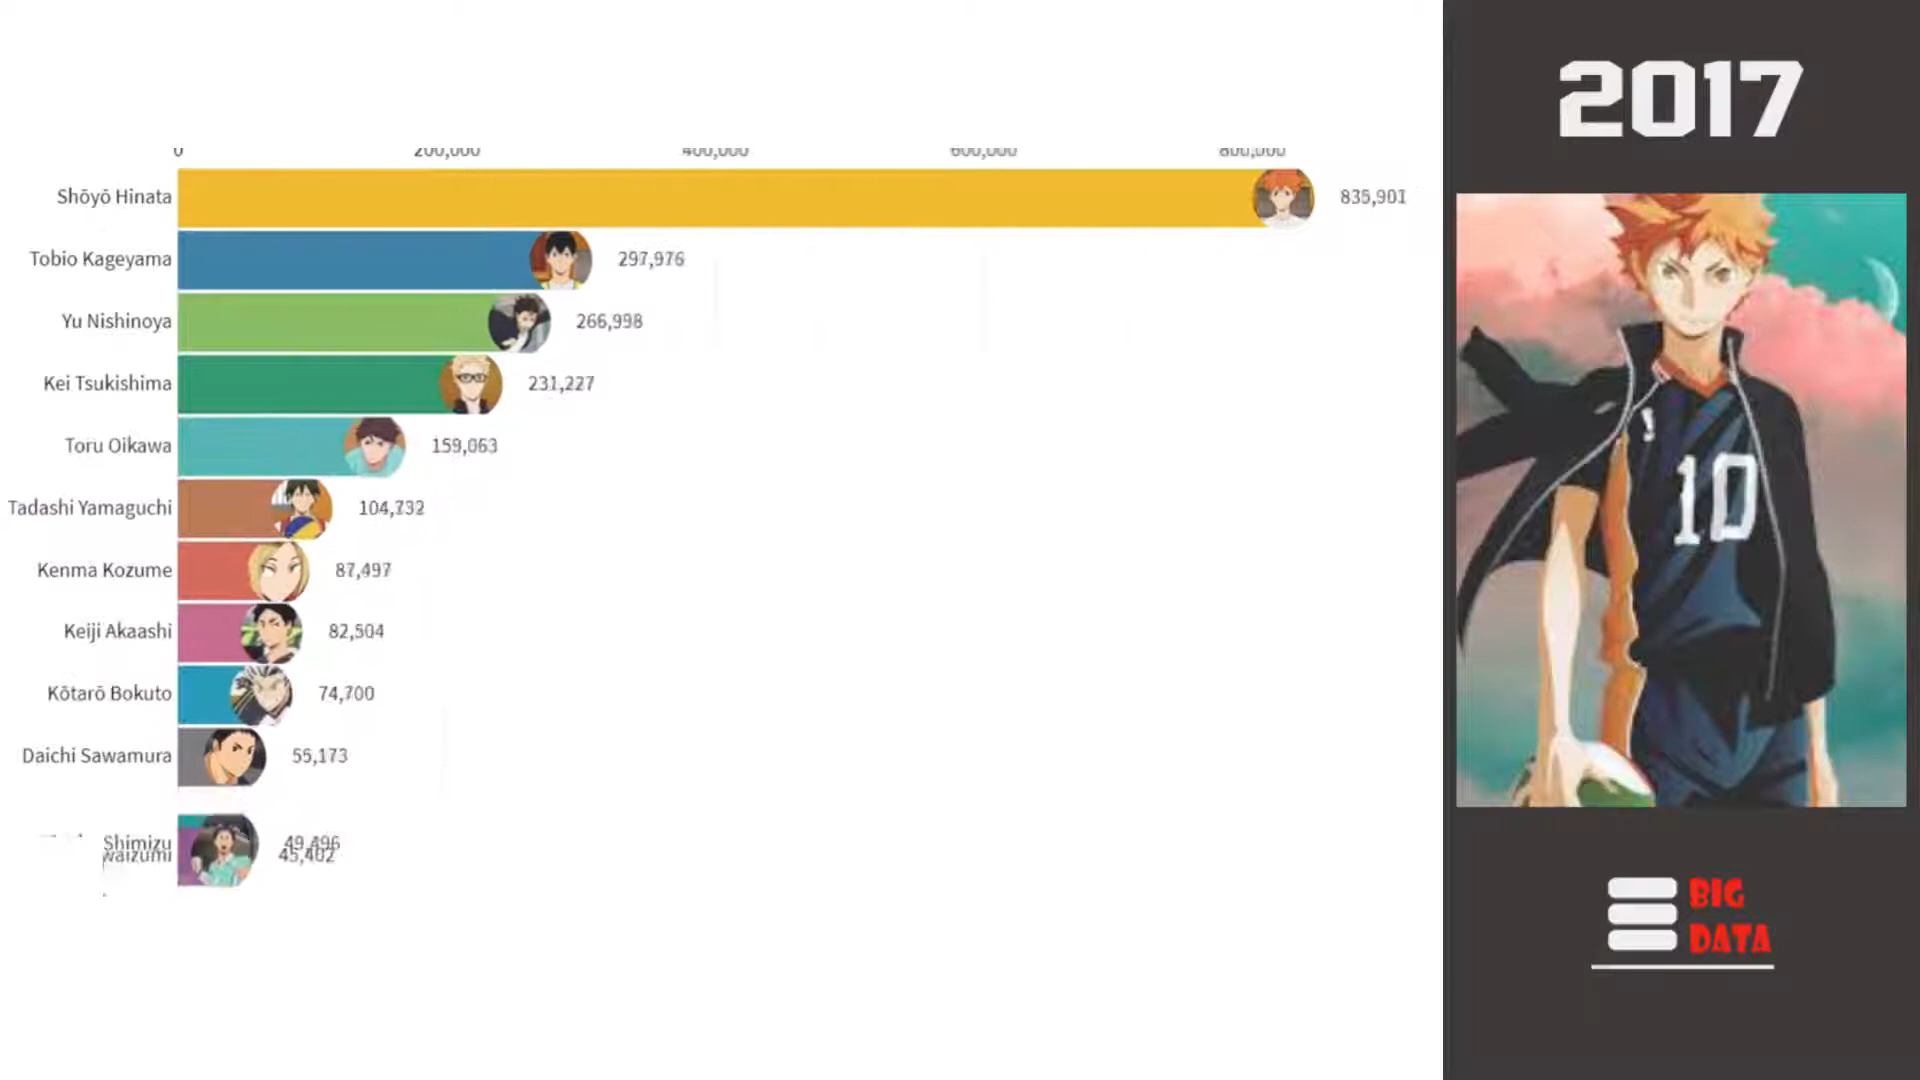 2017
0 200,000 400,000 600,000 800,000
Shōyō Hinata 835,901
Tobio Kageyama 297,976
Yu Nishinoya 266,998
Kei Tsukishima 231,227
Toru Oikawa 159,063
Tadashi Yamaguchi 104,732
Kenma Kozume 87,497
Keiji Akaashi 82,504
Kōtarō Bokuto 74,700
Daichi Sawamura 55,173
Shimizu 49,496
waizumi 45,402
10
BIG
DATA